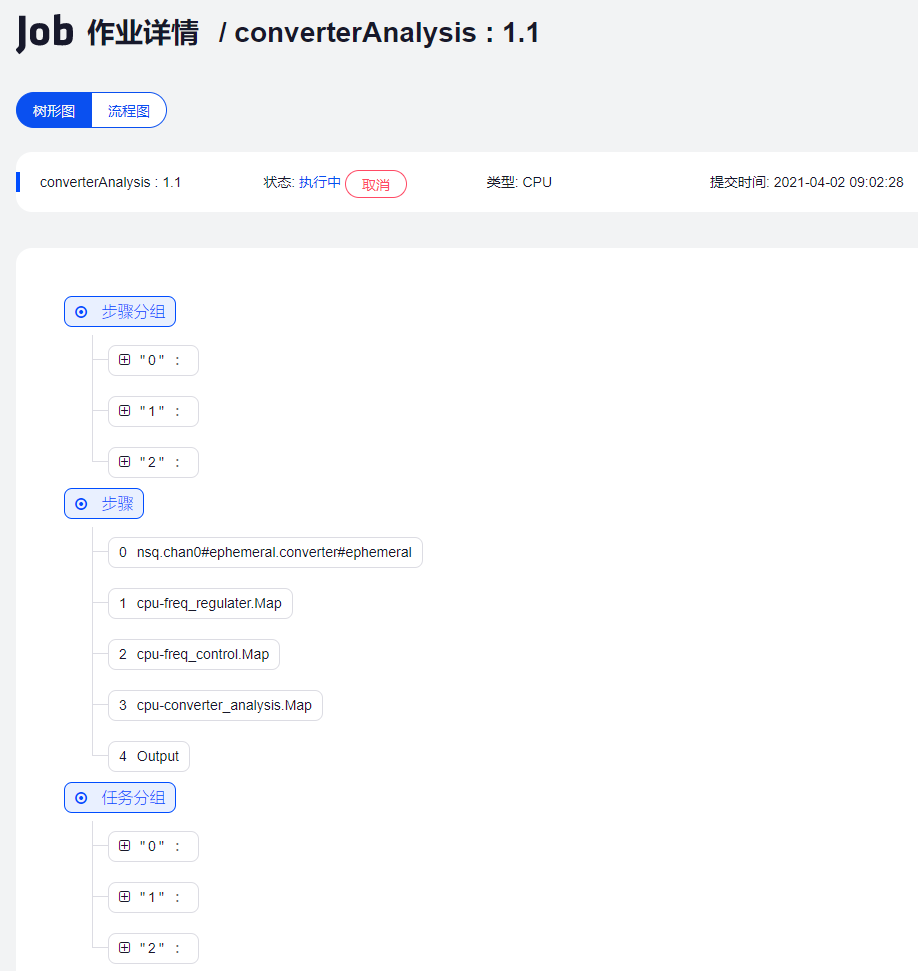 Job 作业详情 / converterAnalysis : 1.1
树形图 流程图
converterAnalysis : 1.1 状态: 执行中 取消 类型: CPU 提交时间: 2021-04-02 09:02:28
步骤分组
"0" :
"1" :
"2" :
步骤
0 nsq.chan0#ephemeral.converter#ephemeral
1 cpu-freq_regulater.Map
2 cpu-freq_control.Map
3 cpu-converter_analysis.Map
4 Output
任务分组
"0" :
"1" :
"2" :